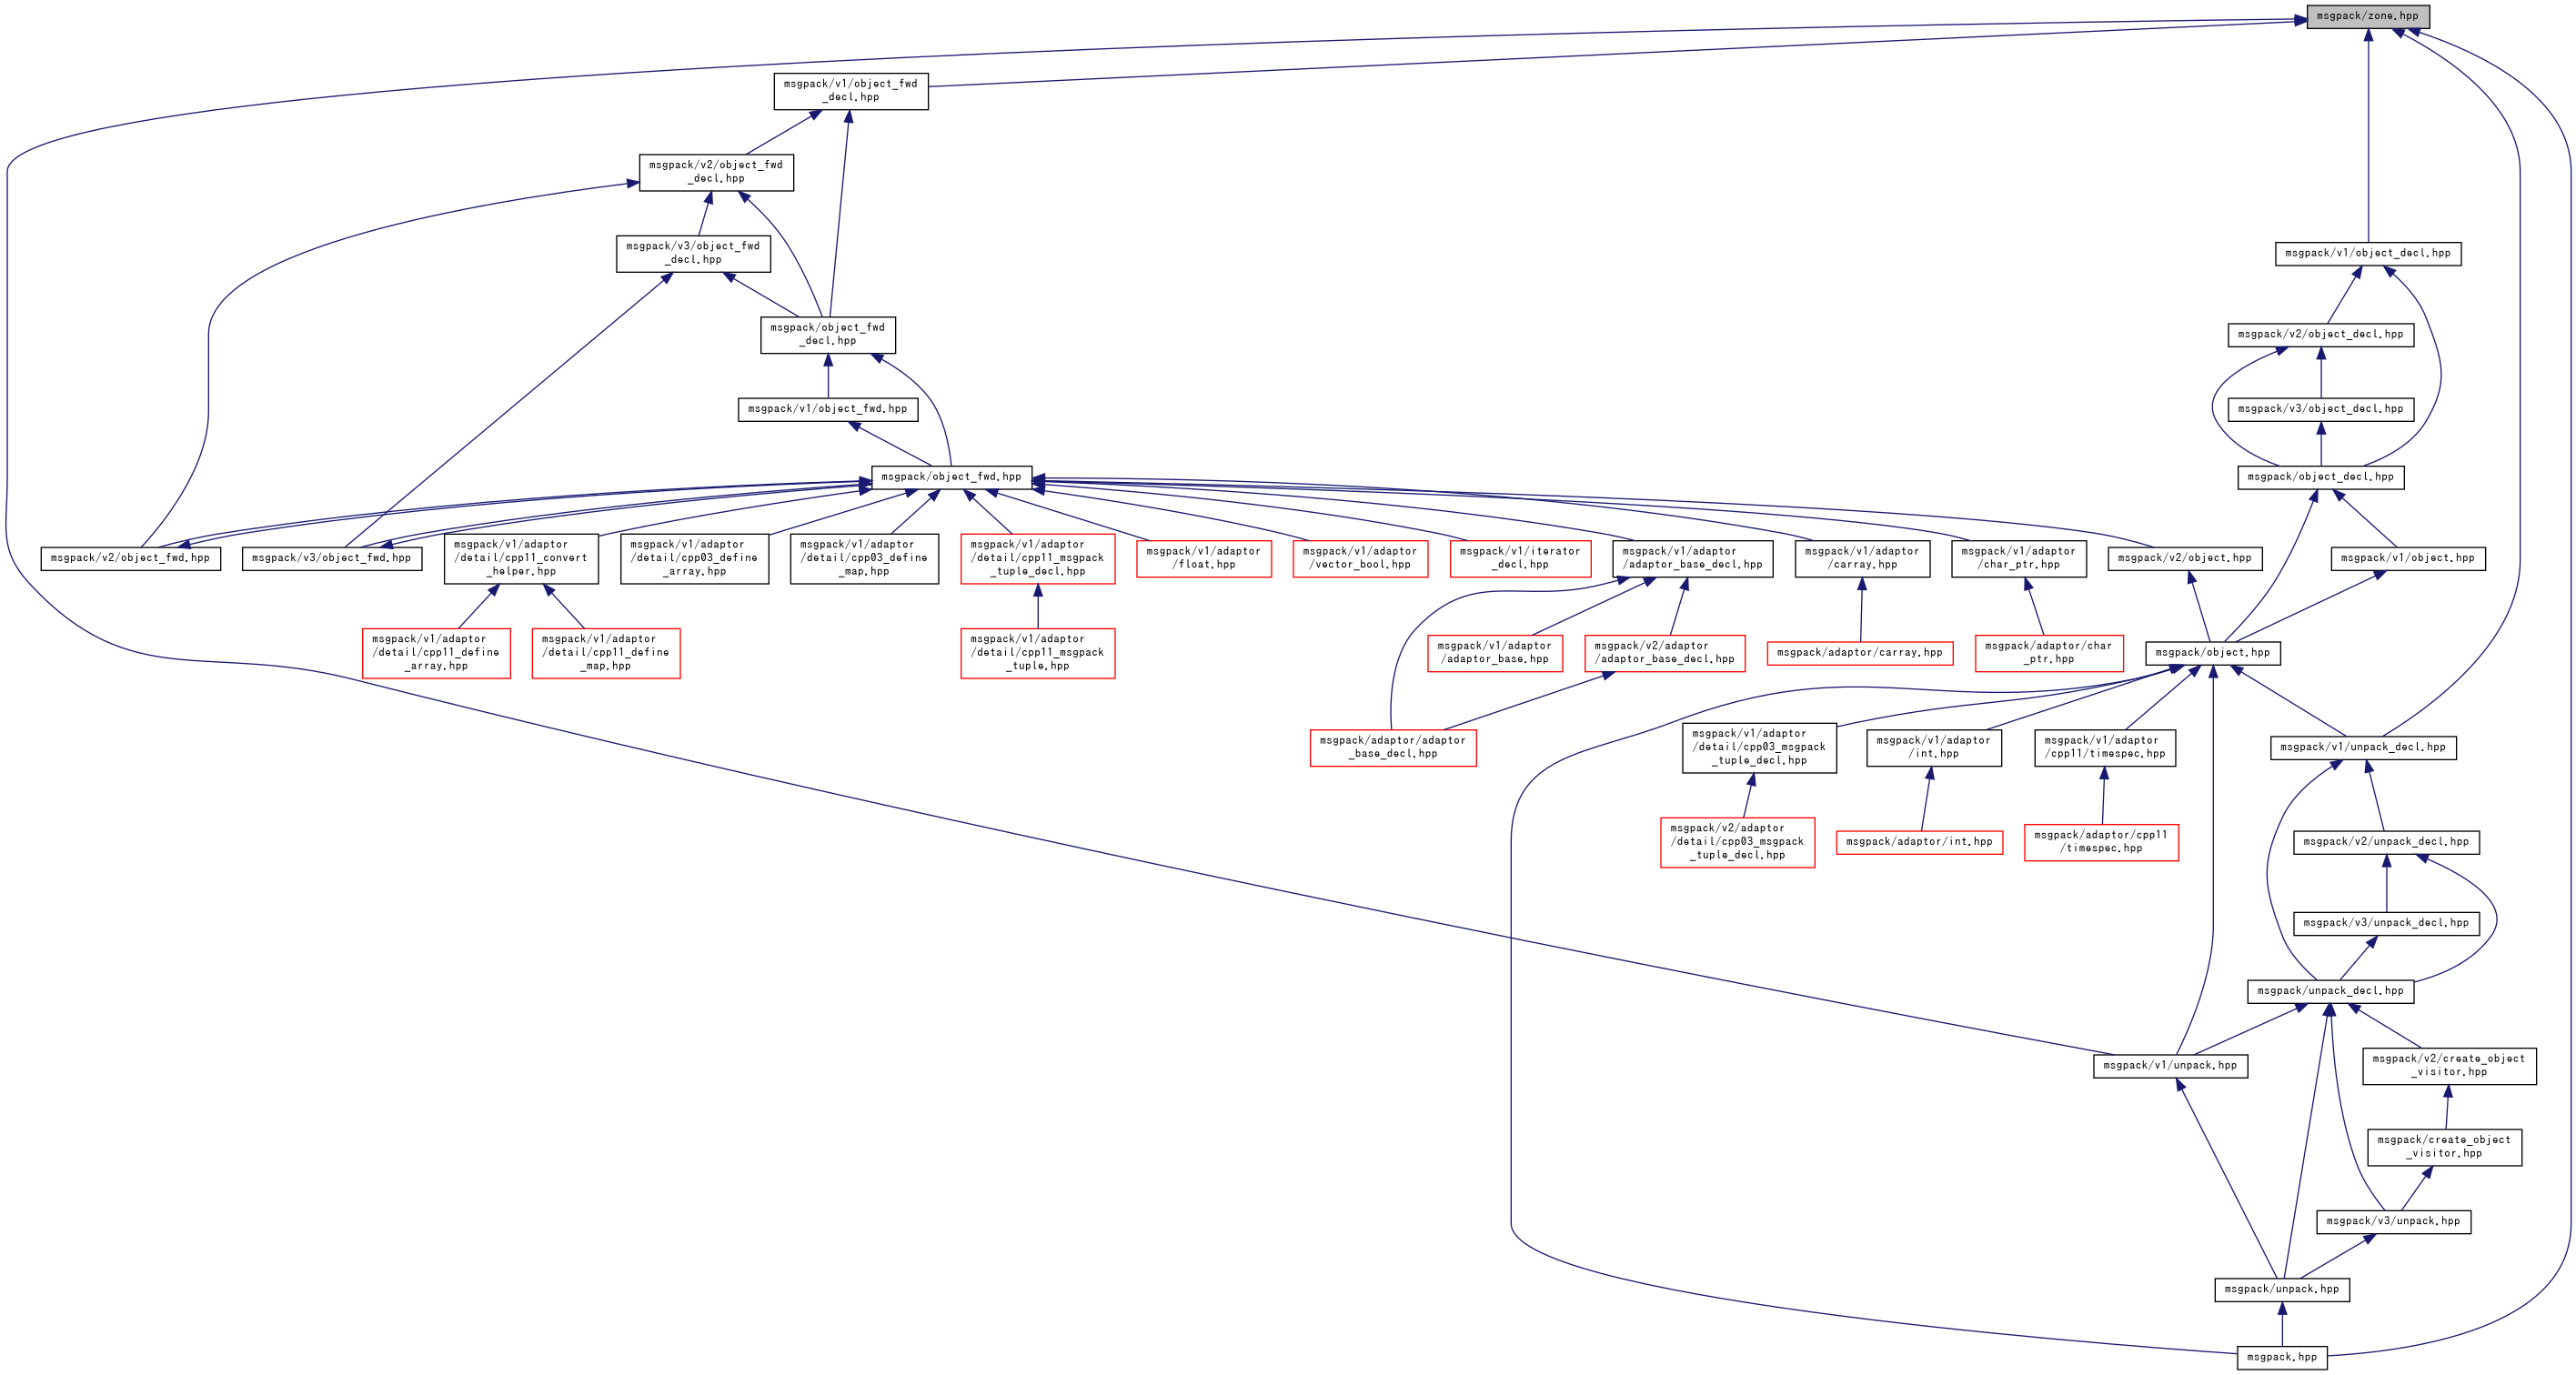 msgpack/zone.hpp
msgpack/v1/object_fwd
_decl.hpp
msgpack/v2/object_fwd
_decl.hpp
msgpack/v3/object_fwd
_decl.hpp
msgpack/v1/object_decl.hpp
msgpack/object_fwd
_decl.hpp
msgpack/v2/object_decl.hpp
msgpack/v1/object_fwd.hpp
msgpack/v3/object_decl.hpp
msgpack/object_fwd.hpp
msgpack/object_decl.hpp
msgpack/v2/object_fwd.hpp
msgpack/v3/object_fwd.hpp
msgpack/v1/adaptor
/detail/cpp11_convert
_helper.hpp
msgpack/v1/adaptor
/detail/cpp03_define
_array.hpp
msgpack/v1/adaptor
/detail/cpp03_define
_map.hpp
msgpack/v1/adaptor
/detail/cpp11_msgpack
_tuple_decl.hpp
msgpack/v1/adaptor
/float.hpp
msgpack/v1/adaptor
/vector_bool.hpp
msgpack/v1/iterator
_decl.hpp
msgpack/v1/adaptor
/adaptor_base_decl.hpp
msgpack/v1/adaptor
/carray.hpp
msgpack/v1/adaptor
/char_ptr.hpp
msgpack/v2/object.hpp
msgpack/v1/object.hpp
msgpack/v1/adaptor
/detail/cpp11_define
_array.hpp
msgpack/v1/adaptor
/detail/cpp11_define
_map.hpp
msgpack/v1/adaptor
/detail/cpp11_msgpack
_tuple.hpp
msgpack/v1/adaptor
/adaptor_base.hpp
msgpack/v2/adaptor
/adaptor_base_decl.hpp
msgpack/adaptor/carray.hpp
msgpack/adaptor/char
_ptr.hpp
msgpack/object.hpp
msgpack/adaptor/adaptor
_base_decl.hpp
msgpack/v1/adaptor
/detail/cpp03_msgpack
_tuple_decl.hpp
msgpack/v1/adaptor
/int.hpp
msgpack/v1/adaptor
/cpp11/timespec.hpp
msgpack/v1/unpack_decl.hpp
msgpack/v2/adaptor
/detail/cpp03_msgpack
_tuple_decl.hpp
msgpack/adaptor/int.hpp
msgpack/adaptor/cpp11
/timespec.hpp
msgpack/v2/unpack_decl.hpp
msgpack/v3/unpack_decl.hpp
msgpack/unpack_decl.hpp
msgpack/v1/unpack.hpp
msgpack/v2/create_object
_visitor.hpp
msgpack/create_object
_visitor.hpp
msgpack/v3/unpack.hpp
msgpack/unpack.hpp
msgpack.hpp